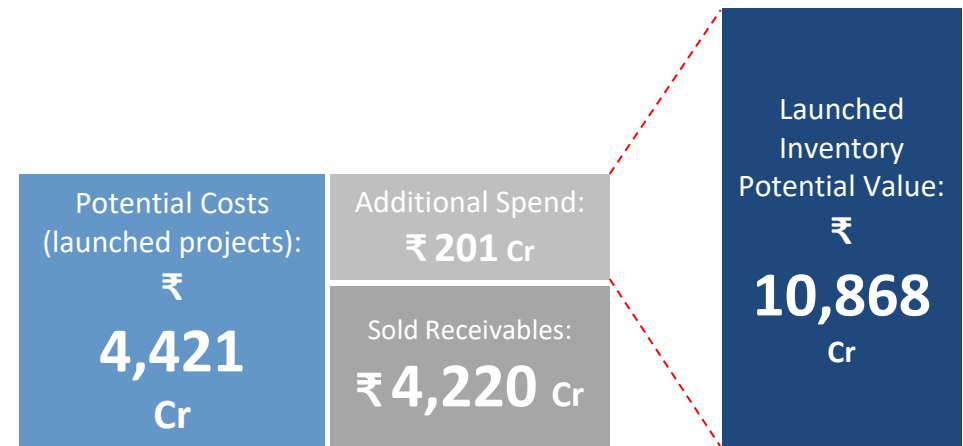 Potential Costs
(launched projects):
₹
4,421
Cr
Additional Spend:
₹ 201 Cr
Sold Receivables:
₹ 4,220 Cr
Launched
Inventory
Potential Value:
₹
10,868
Cr